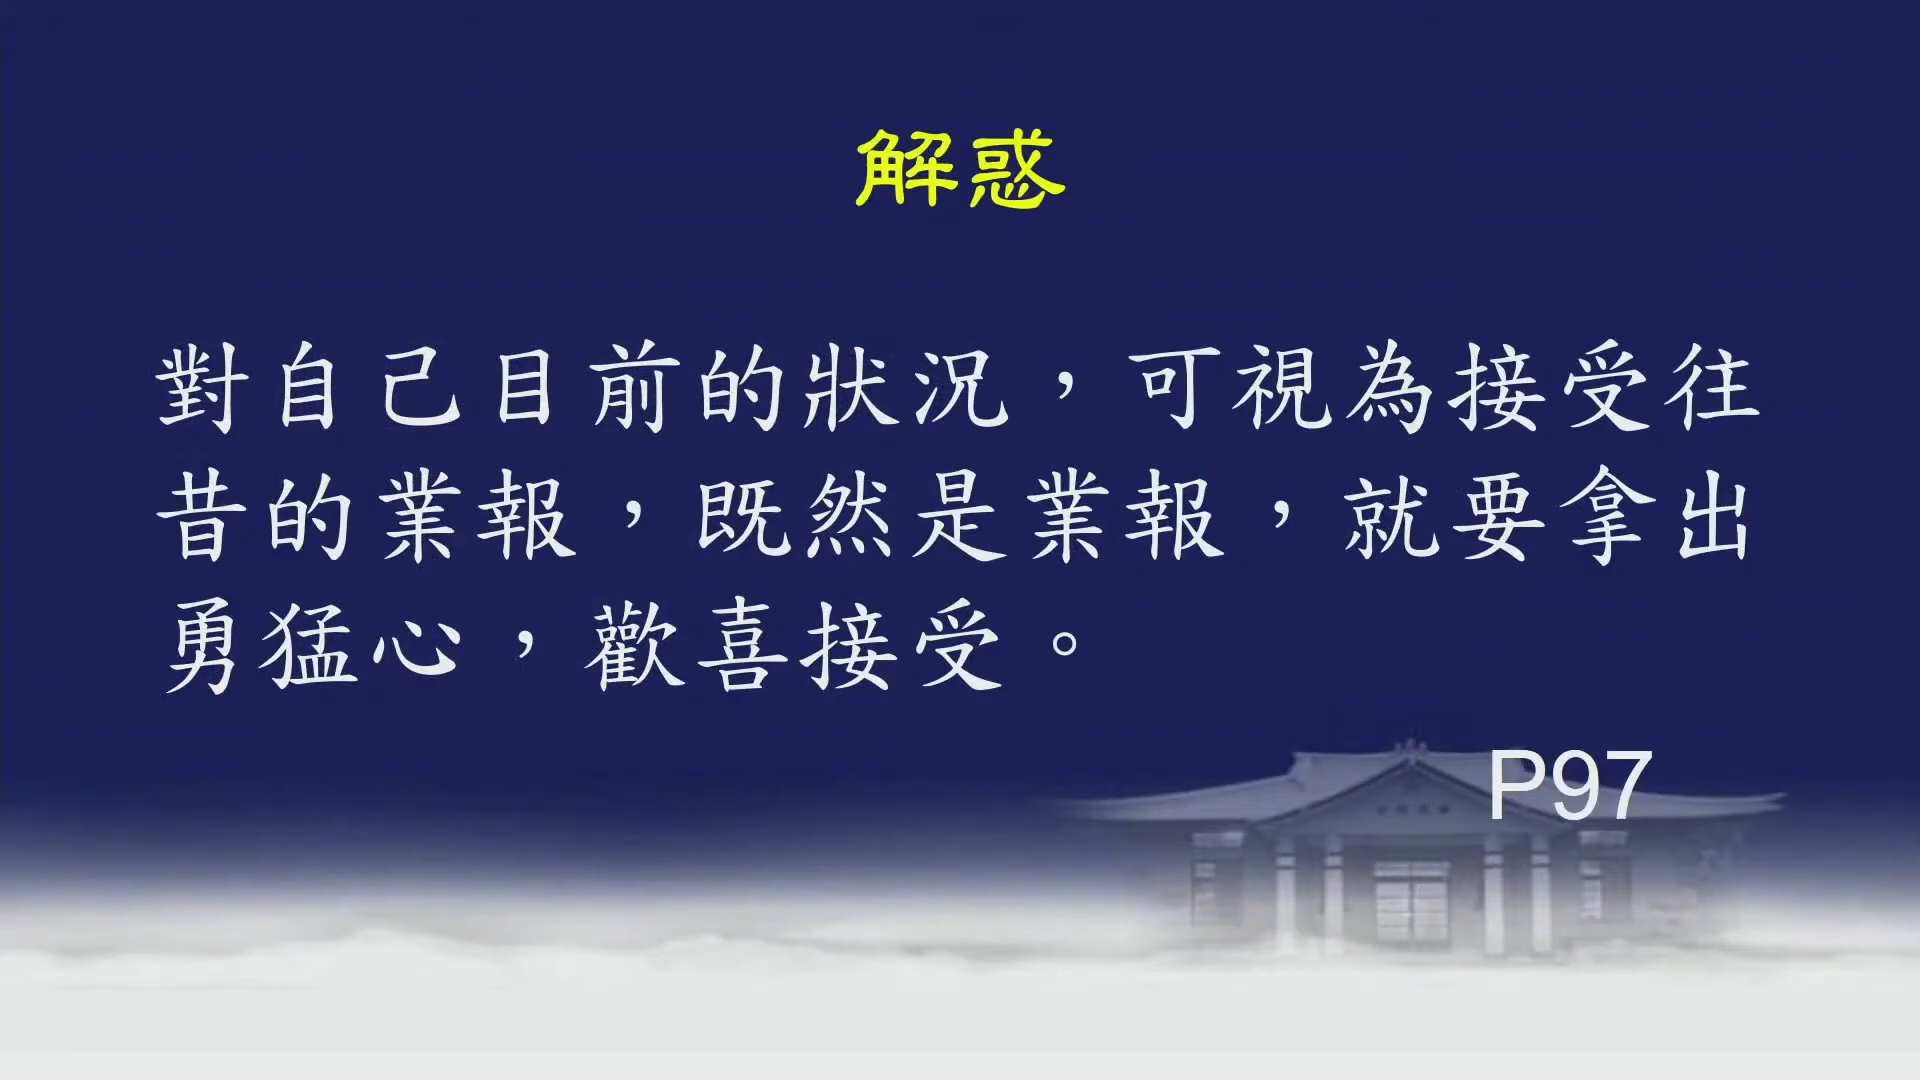 解惑
對自己目前的狀況，可視為接受往
昔的業報，既然是業報，就要拿出
勇猛心，歡喜接受。
P97